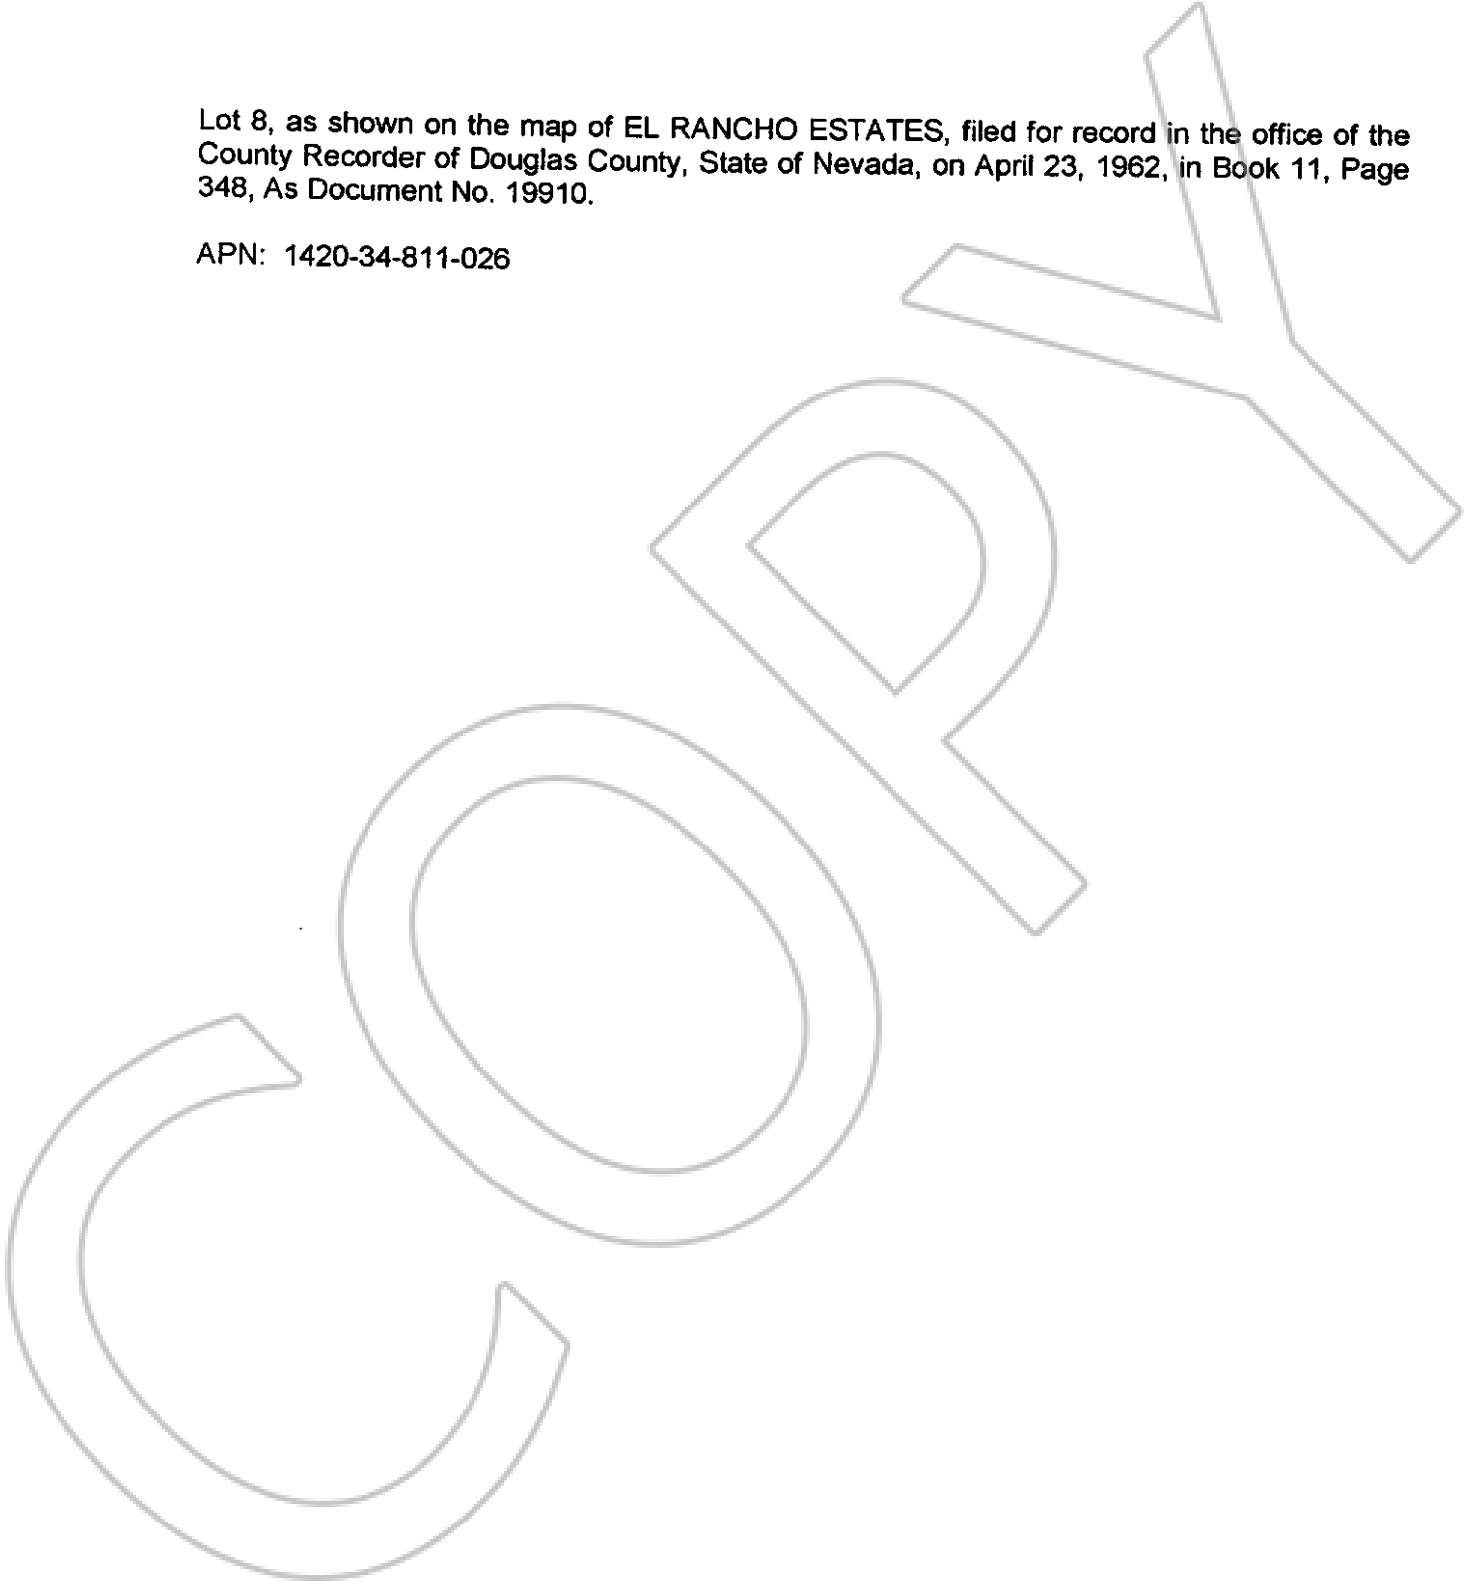 Lot 8, as shown on the map of EL RANCHO ESTATES, filed for record in the office of the
County Recorder of Douglas County, State of Nevada, on April 23, 1962, in Book 11, Page
348, As Document No. 19910.
APN: 1420-34-811-026
COPY